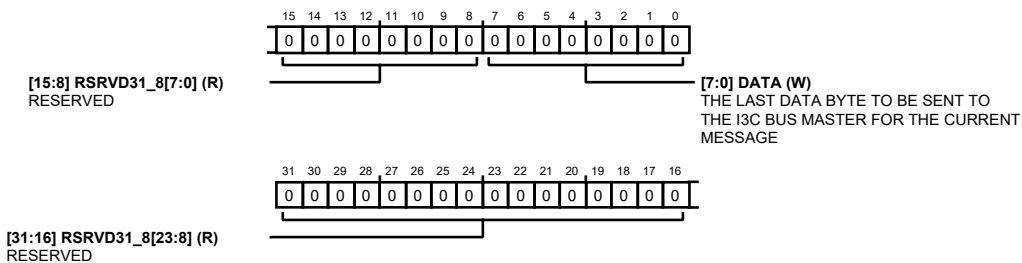 15 14 13 12 11 10 9 8 7 6 5 4 3 2 1 0
0 0 0 0 0 0 0 0 0 0 0 0 0 0 0 0
[15:8] RSRVD31_8[7:0] (R)
RESERVED
[7:0] DATA (W)
THE LAST DATA BYTE TO BE SENT TO
THE I3C BUS MASTER FOR THE CURRENT
MESSAGE
31 30 29 28 27 26 25 24 23 22 21 20 19 18 17 16
0 0 0 0 0 0 0 0 0 0 0 0 0 0 0 0
[31:16] RSRVD31_8[23:8] (R)
RESERVED